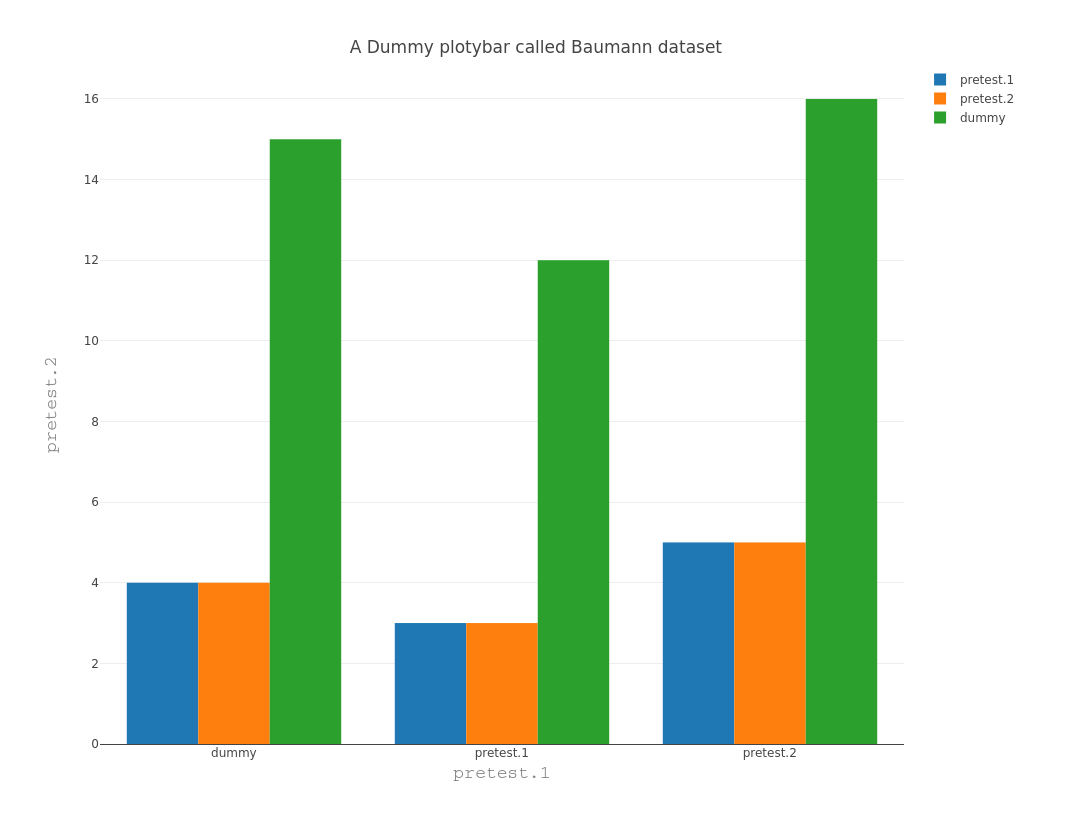 A Dummy plotybar called Baumann dataset
pretest.1
pretest.2
dummy
16
14
12
10
8
6
4
2
0
pretest.2
dummy
pretest.1
pretest.2
pretest.1